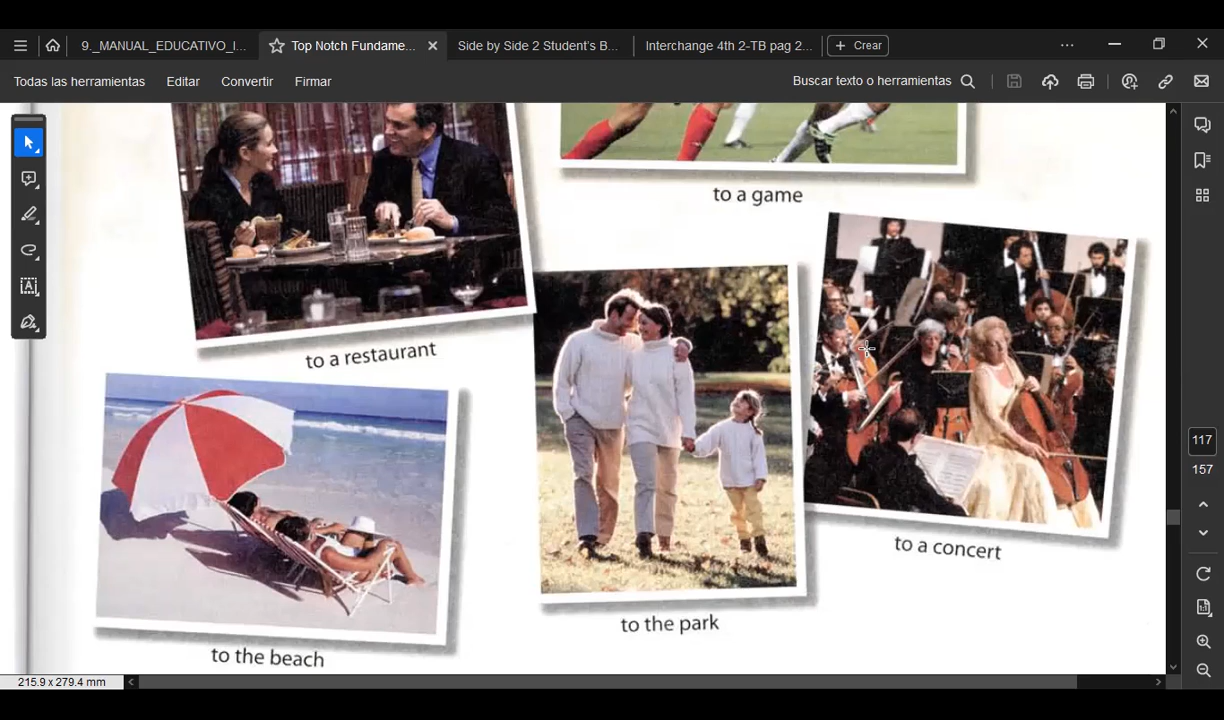 9._MANUAL_EDUCATIVO_I...
Top Notch Fundame...
Side by Side 2 Student's B...
Interchange 4th 2-TB pag 2...
Crear
Todas las herramientas
Editar
Convertir
Firmar
Buscar texto o herramientas
to a game
to a restaurant
to a concert
to the park
to the beach
117
157
215.9 x 279.4 mm